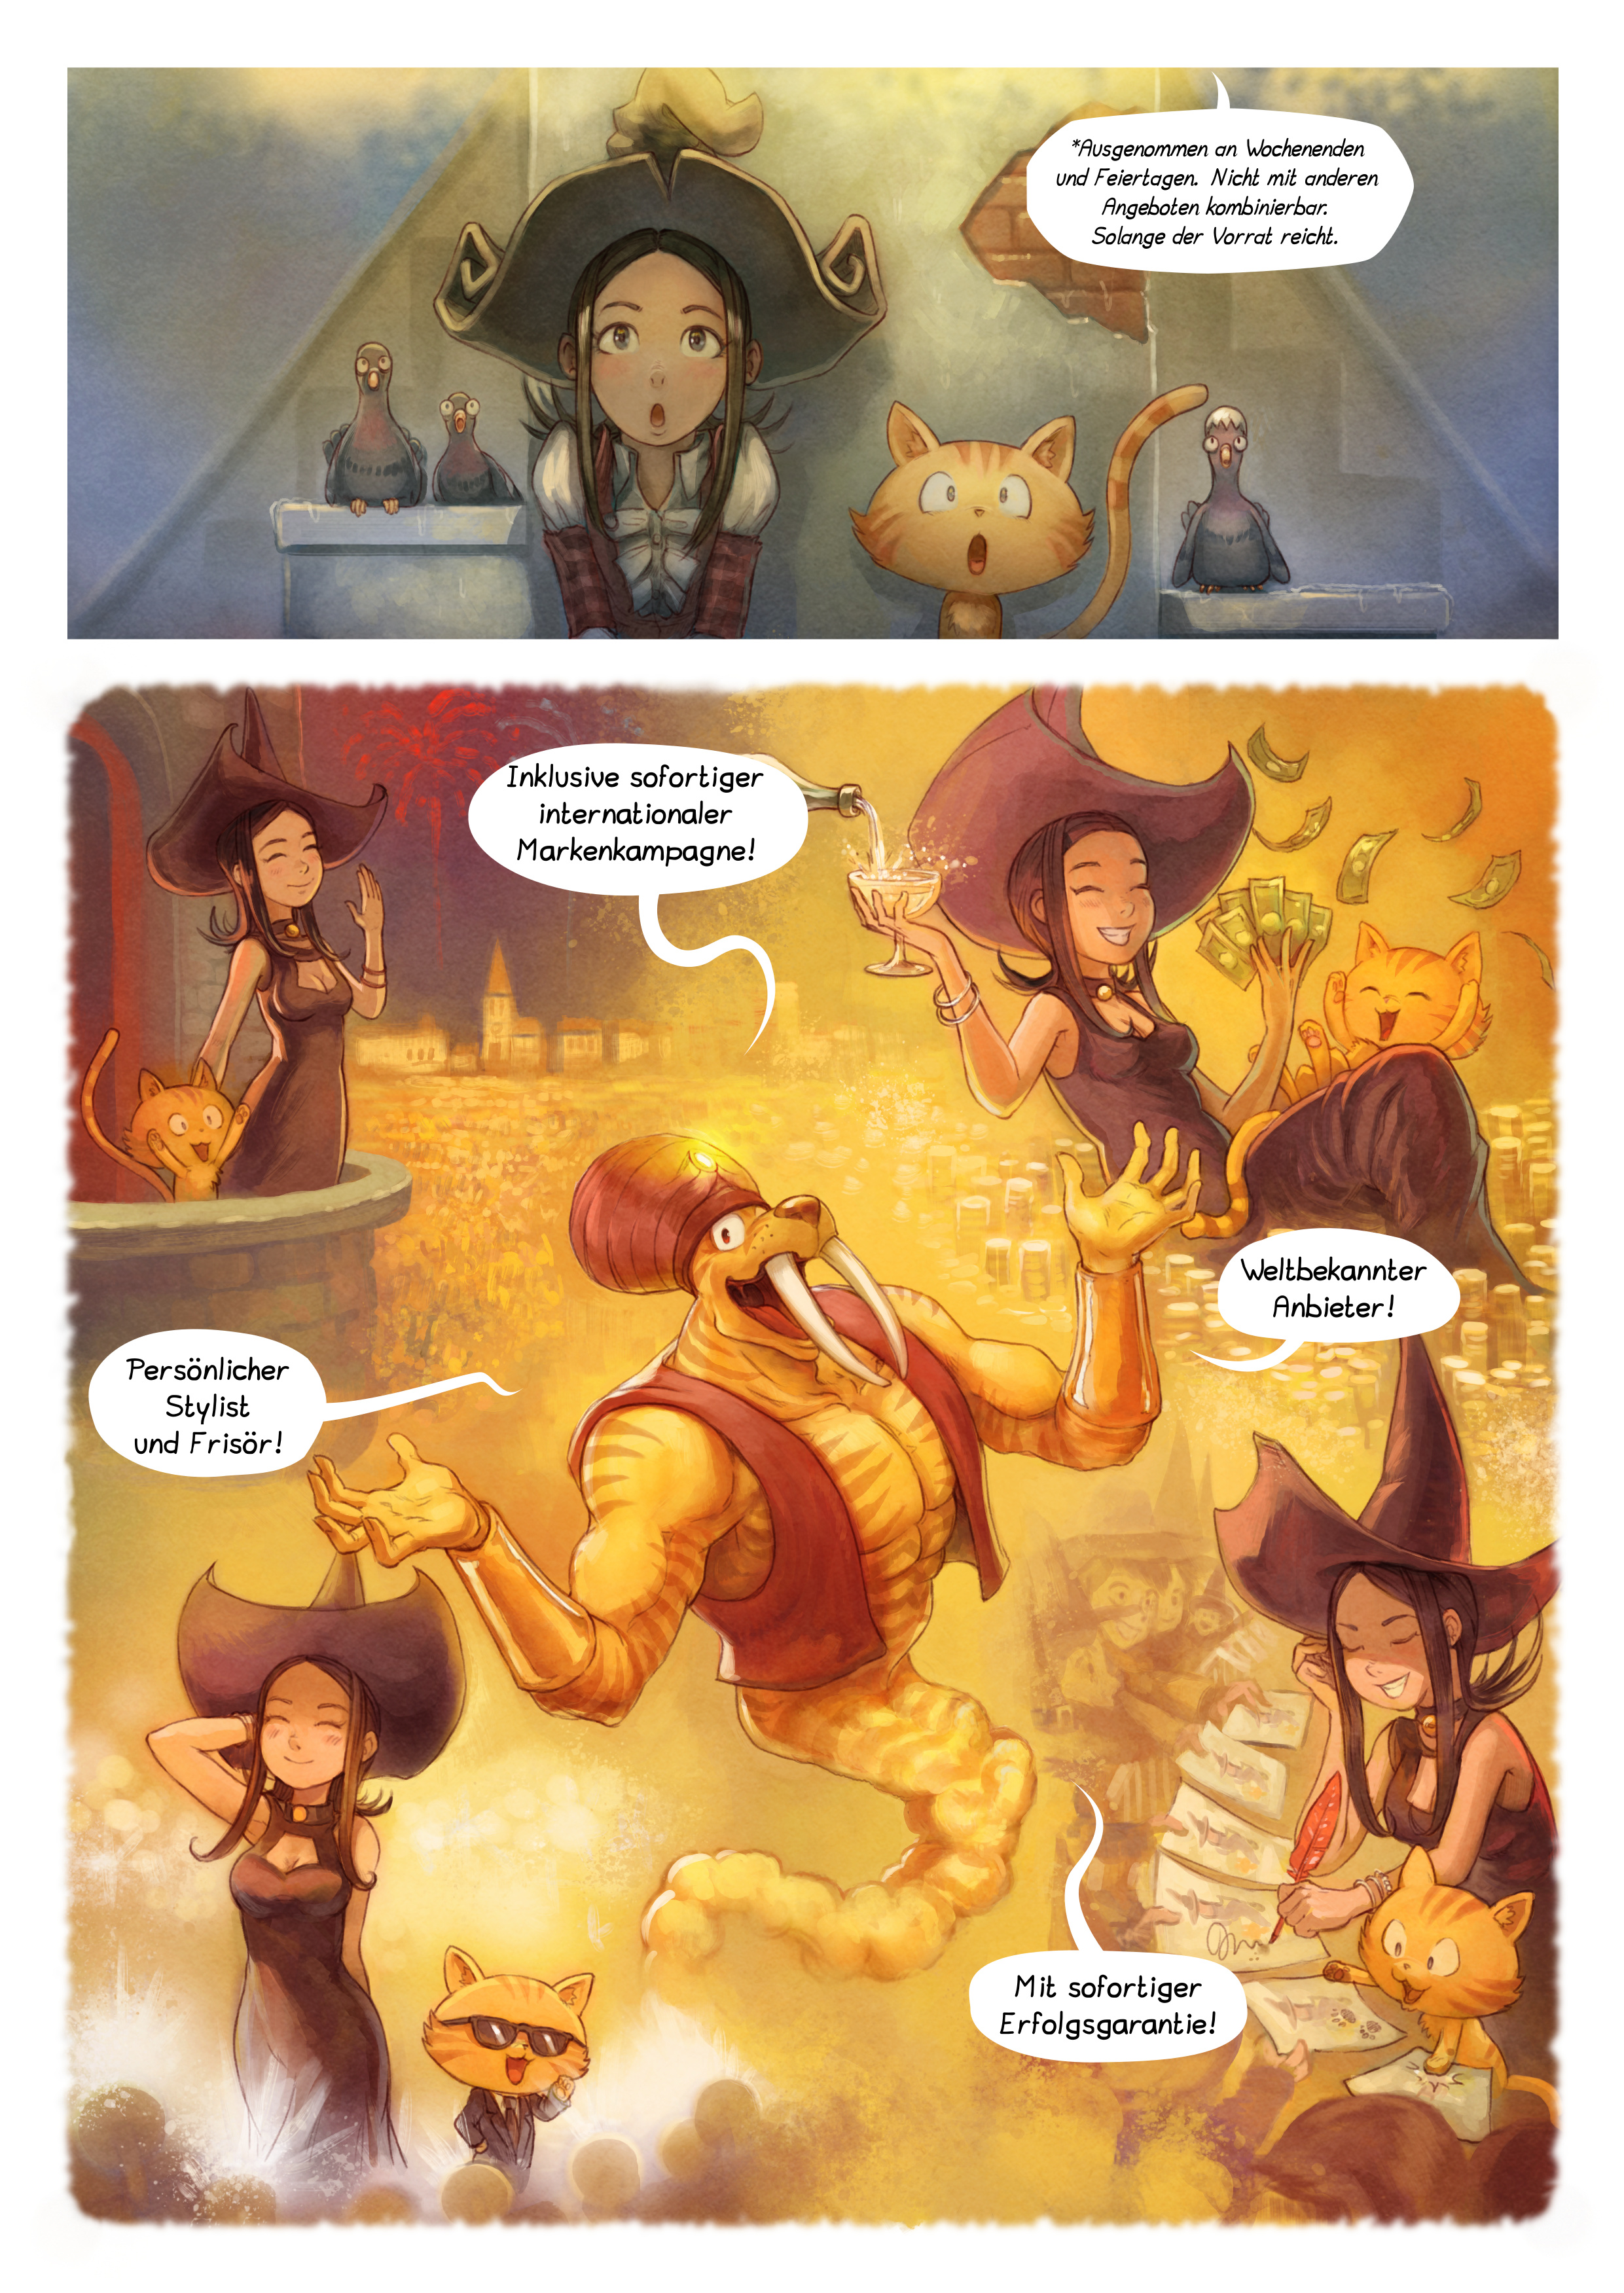 *Ausgenommen an Wochenenden
und Feiertagen. Nicht mit anderen
Angeboten kombinierbar.
Solange der Vorrat reicht.
Inklusive sofortiger
internationaler
Markenkampagne!
Weltbekannter
Anbieter!
Persönlicher
Stylist
und Frisör!
Mit sofortiger
Erfolgsgarantie!